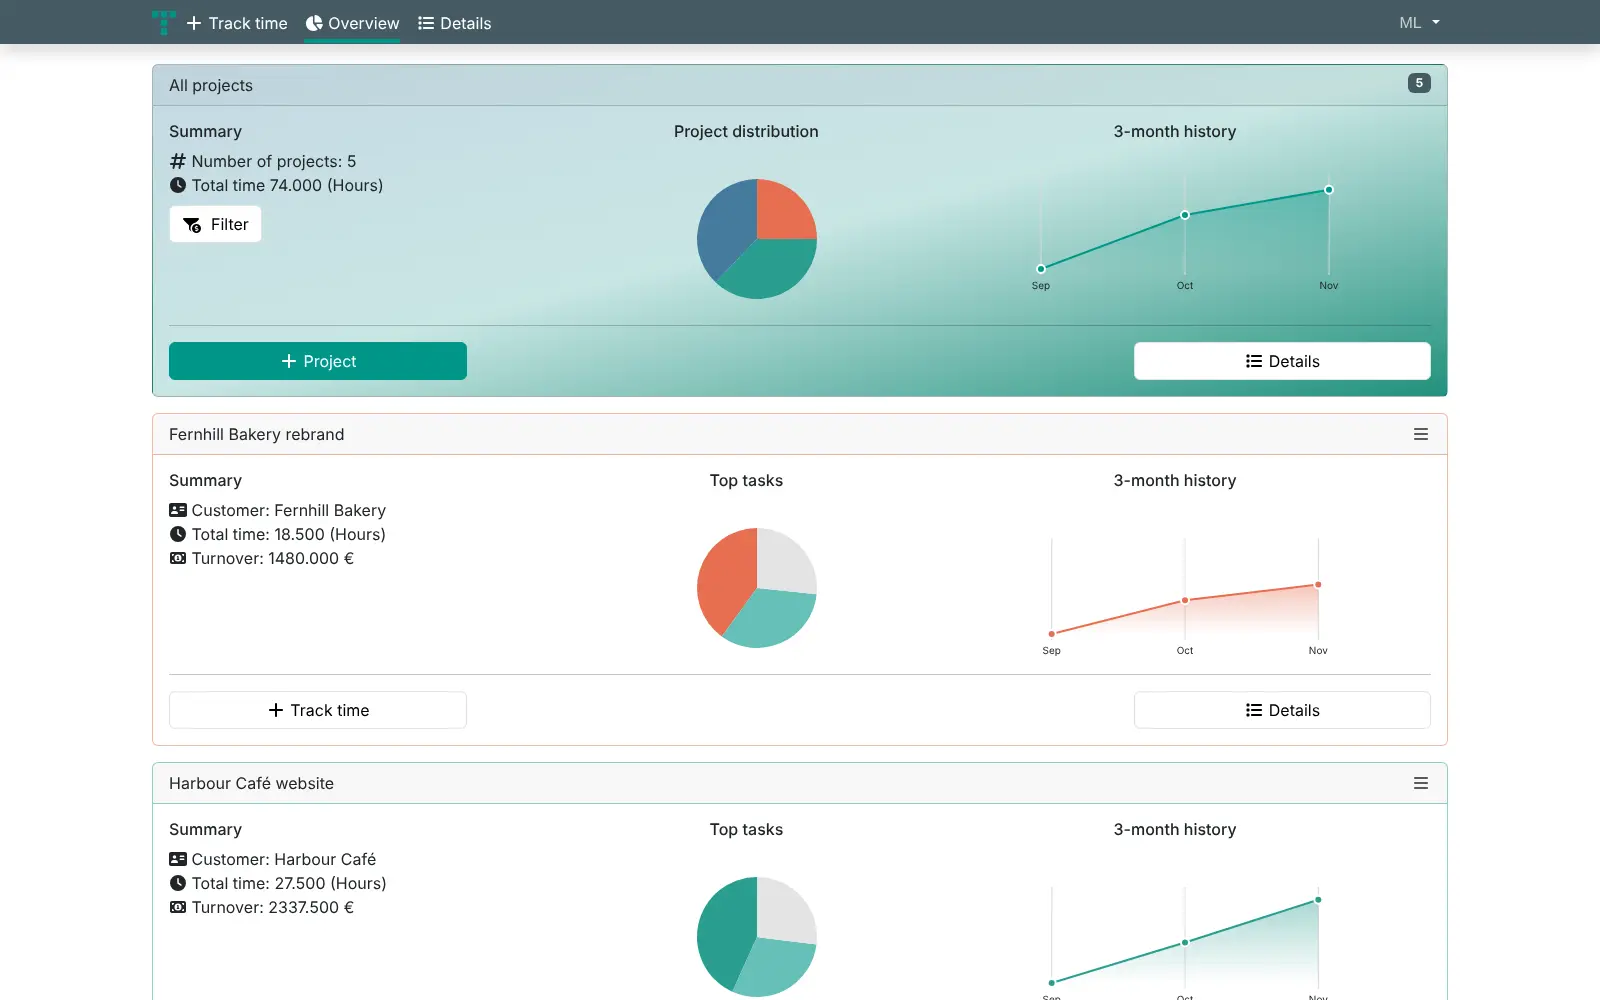 Track time
Overview
Details
ML
All projects
5
Summary
Number of projects: 5
Total time 74.000 (Hours)
Filter
Project distribution
3-month history
Sep
Oct
Nov
Project
Details
Fernhill Bakery rebrand
Summary
Customer: Fernhill Bakery
Total time: 18.500 (Hours)
Turnover: 1480.000 €
Top tasks
3-month history
Sep
Oct
Nov
Track time
Details
Harbour Café website
Summary
Customer: Harbour Café
Total time: 27.500 (Hours)
Turnover: 2337.500 €
Top tasks
3-month history
Sep
Oct
Nov